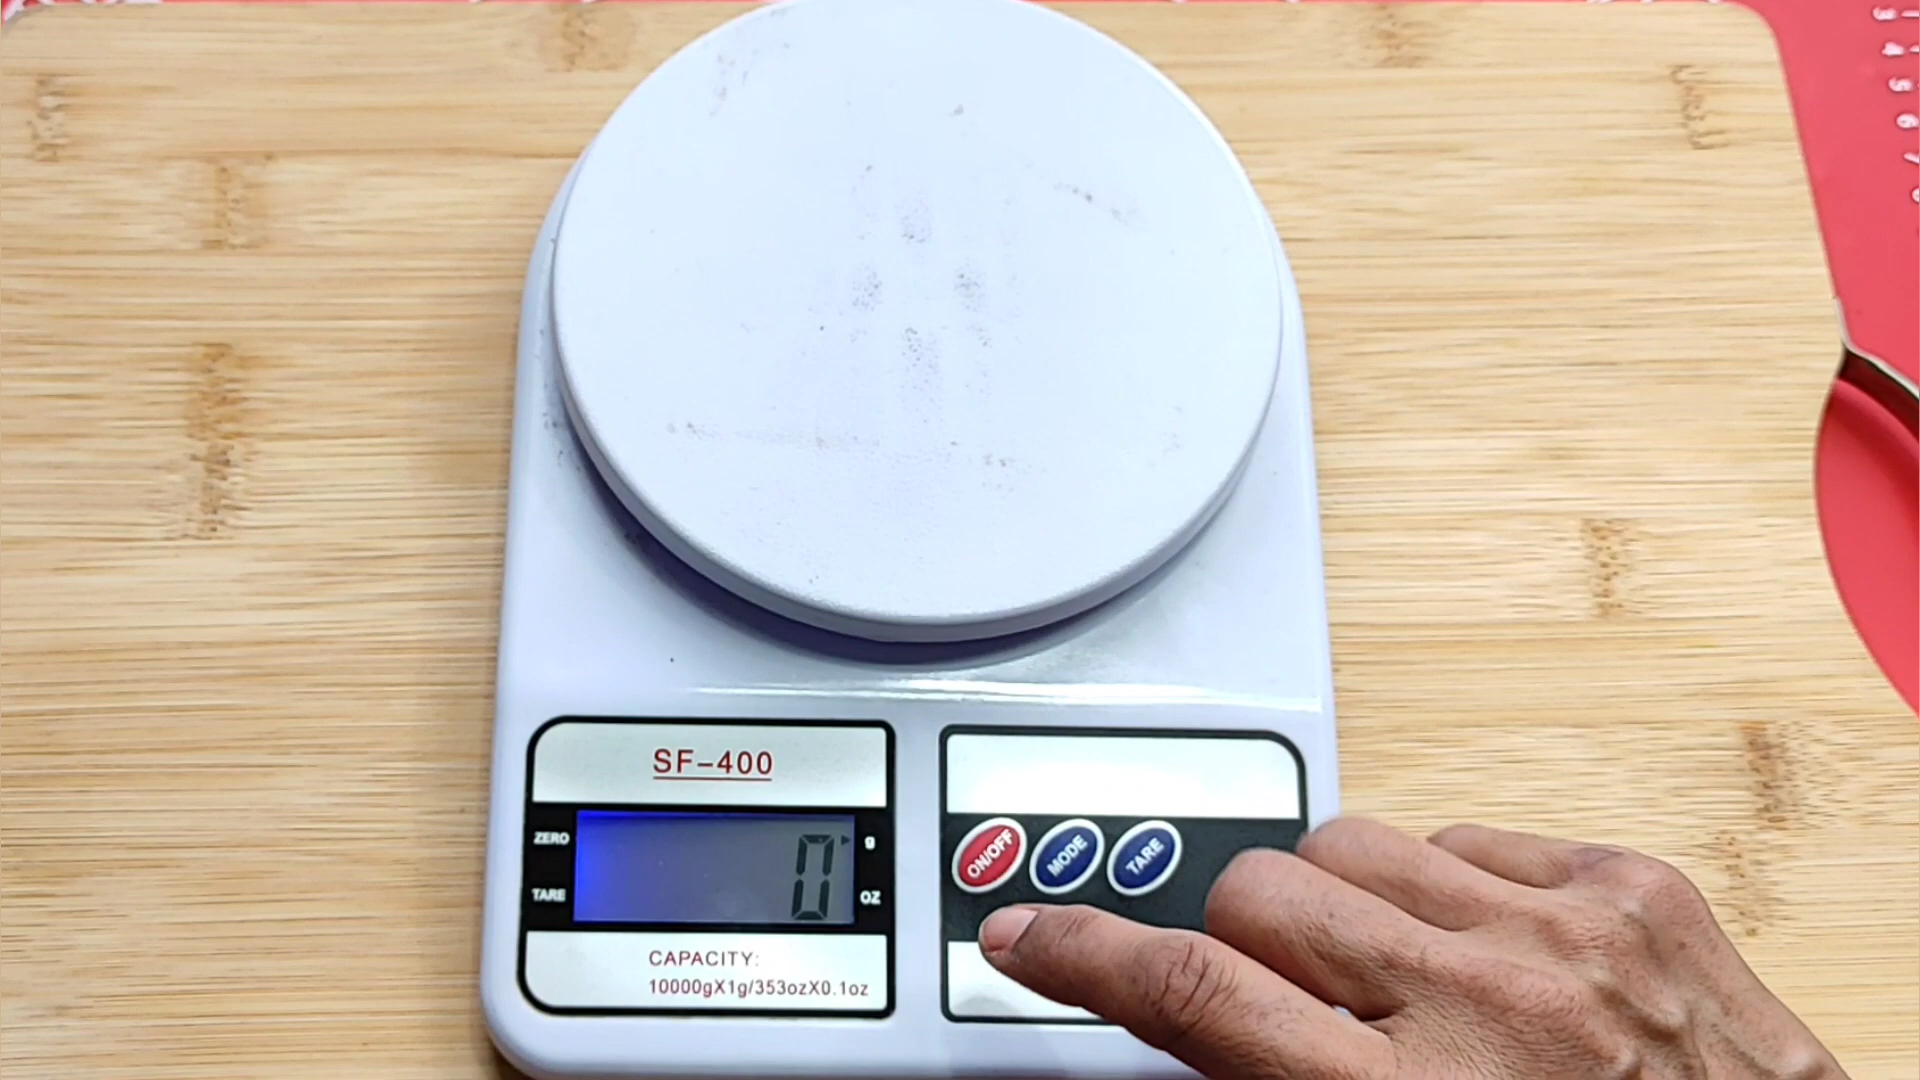 SF-400
ZERO
g
0
TARE
OZ
CAPACITY:
10000gX1g/353ozX0.1oz
ON/OFF
MODE
TARE